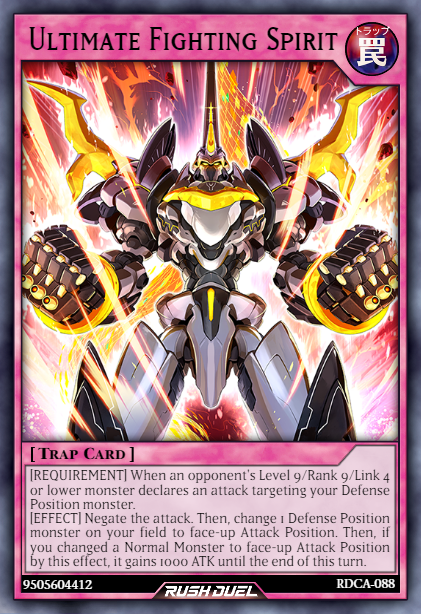 Ultimate Fighting Spirit
トラップ
罠
[Trap Card]
[REQUIREMENT] When an opponent's Level 9/Rank 9/Link 4
or lower monster declares an attack targeting your Defense
Position monster.
[EFFECT] Negate the attack. Then, change 1 Defense Position
monster on your field to face-up Attack Position. Then, if
you changed a Normal Monster to face-up Attack Position
by this effect, it gains 1000 ATK until the end of this turn.
9505604412
RUSH DUEL
RDCA-088